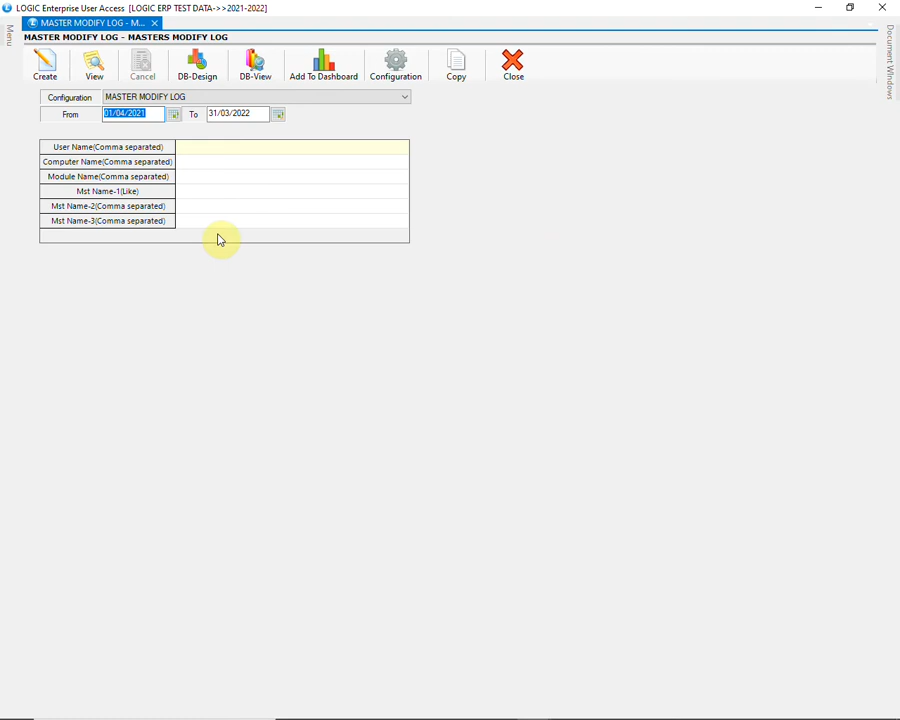 LOGIC Enterprise User Access [LOGIC ERP TEST DATA->>2021-2022]
MASTER MODIFY LOG - M...
MASTER MODIFY LOG - MASTERS MODIFY LOG
Menu
Document Windows
Create View Cancel DB-Design DB-View Add To Dashboard Configuration Copy Close
Configuration MASTER MODIFY LOG
From 01/04/2021 To 31/03/2022
User Name(Comma separated)
Computer Name(Comma separated)
Module Name(Comma separated)
Mst Name-1(Like)
Mst Name-2(Comma separated)
Mst Name-3(Comma separated)